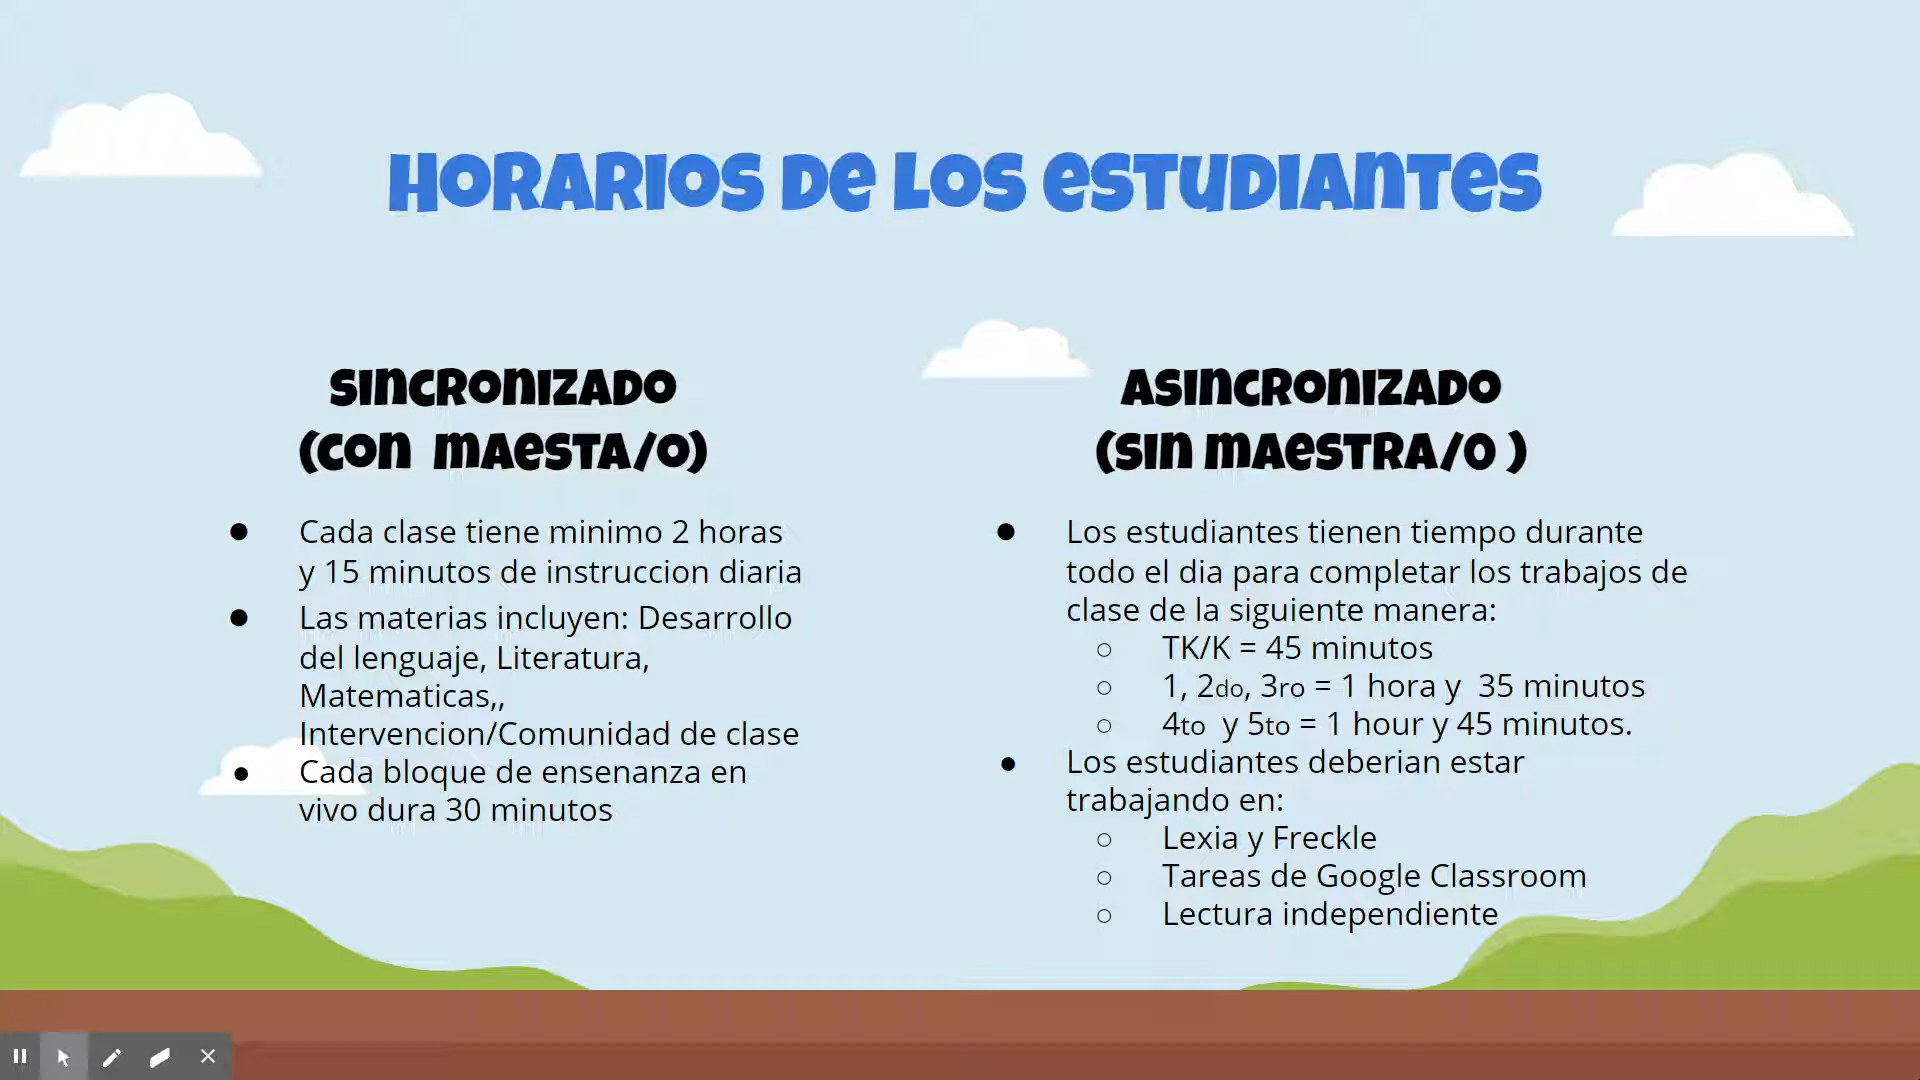 Horarios de los estudiantes
Sincronizado
(con maesta/o)
● Cada clase tiene minimo 2 horas
y 15 minutos de instruccion diaria
● Las materias incluyen: Desarrollo
del lenguaje, Literatura,
Matematicas,,
Intervencion/Comunidad de clase
● Cada bloque de ensenanza en
vivo dura 30 minutos
Asincronizado
(sin maestra/o )
● Los estudiantes tienen tiempo durante
todo el dia para completar los trabajos de
clase de la siguiente manera:
○ TK/K = 45 minutos
○ 1, 2do, 3ro = 1 hora y 35 minutos
○ 4to y 5to = 1 hour y 45 minutos.
● Los estudiantes deberian estar
trabajando en:
○ Lexia y Freckle
○ Tareas de Google Classroom
○ Lectura independiente